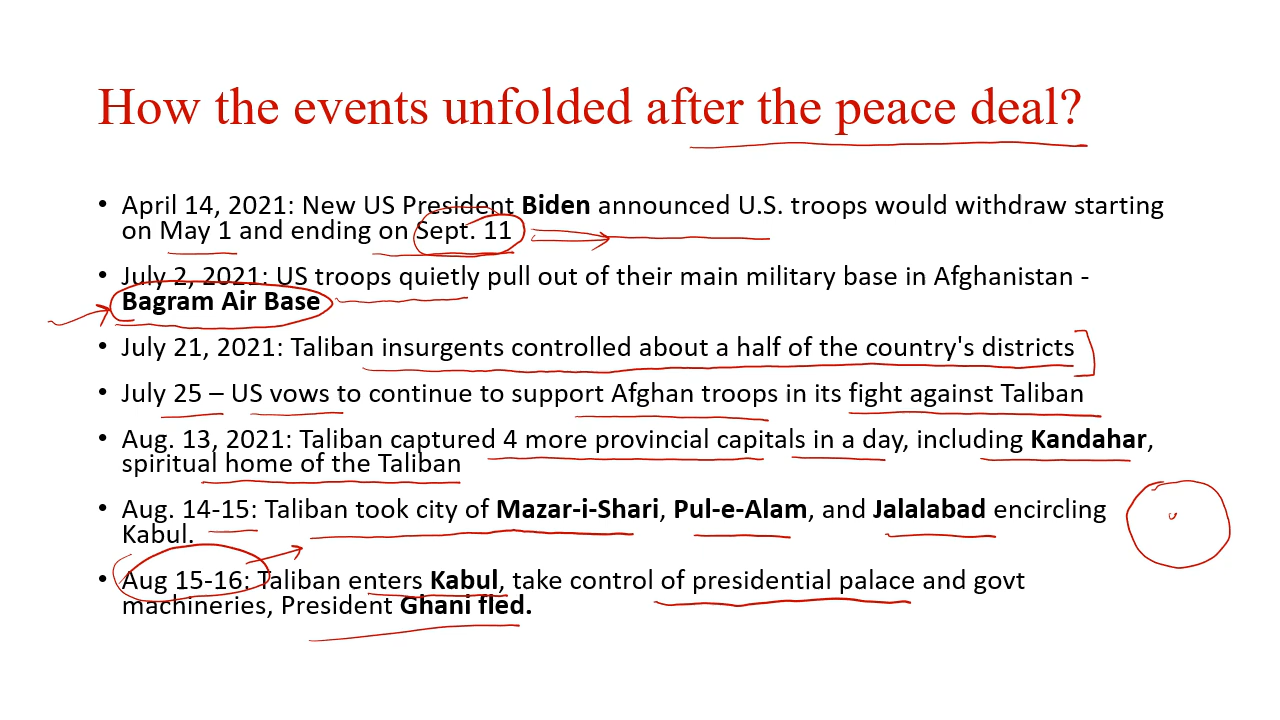 How the events unfolded after the peace deal?
• April 14, 2021: New US President Biden announced U.S. troops would withdraw starting
on May 1 and ending on Sept. 11
• July 2, 2021: US troops quietly pull out of their main military base in Afghanistan -
Bagram Air Base
• July 21, 2021: Taliban insurgents controlled about a half of the country's districts
• July 25 – US vows to continue to support Afghan troops in its fight against Taliban
• Aug. 13, 2021: Taliban captured 4 more provincial capitals in a day, including Kandahar,
spiritual home of the Taliban
• Aug. 14-15: Taliban took city of Mazar-i-Shari, Pul-e-Alam, and Jalalabad encircling
Kabul.
• Aug 15-16: Taliban enters Kabul, take control of presidential palace and govt
machineries, President Ghani fled.